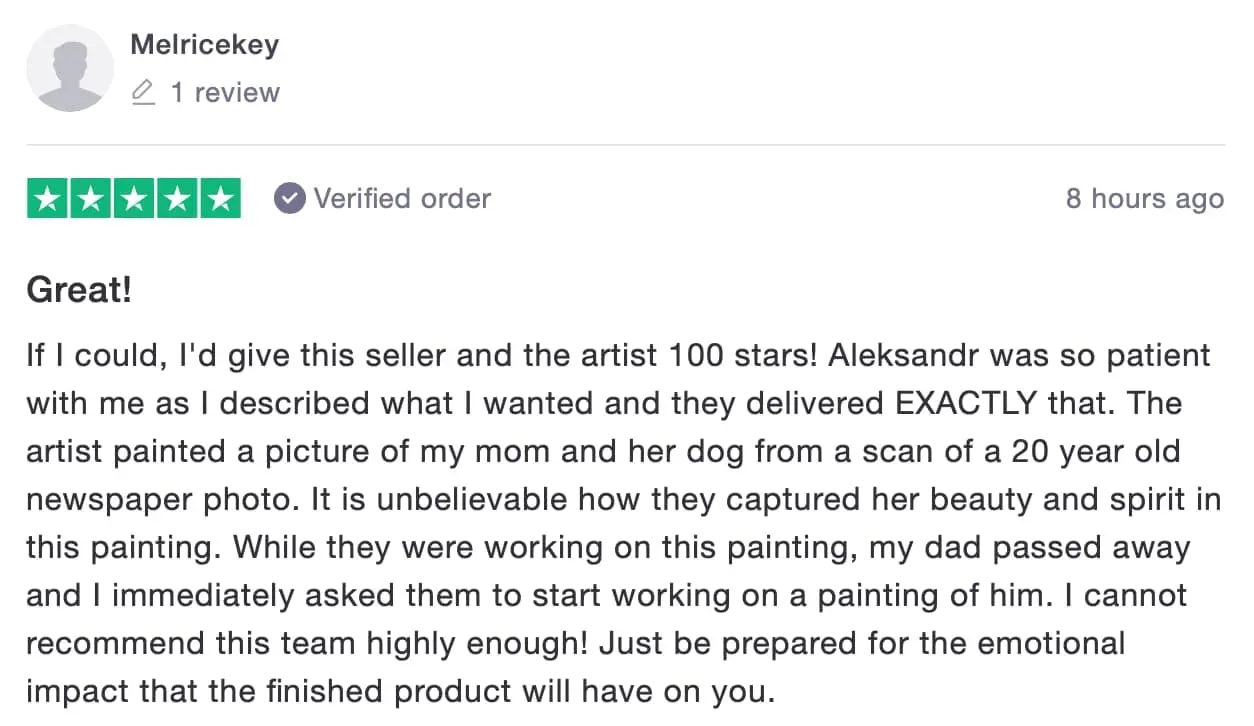 Melricekey
1 review
Verified order
8 hours ago
Great!
If I could, I'd give this seller and the artist 100 stars! Aleksandr was so patient
with me as I described what I wanted and they delivered EXACTLY that. The
artist painted a picture of my mom and her dog from a scan of a 20 year old
newspaper photo. It is unbelievable how they captured her beauty and spirit in
this painting. While they were working on this painting, my dad passed away
and I immediately asked them to start working on a painting of him. I cannot
recommend this team highly enough! Just be prepared for the emotional
impact that the finished product will have on you.